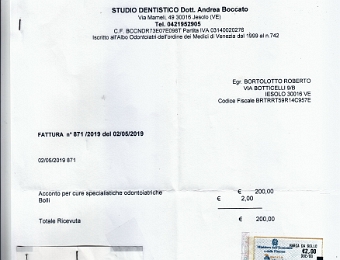 STUDIO DENTISTICO Dott. Andrea Boccato
Via Mameli, 49 30016 Jesolo (VE)
Tel. 0421952905
C.F. BCCNDR73E07E098T Partita IVA 03140020276
Iscritto all'Albo Odontoiatri dell'ordine dei Medici di Venezia dal 1999 al n.742
Egr. BORTOLOTTO ROBERTO
VIA BOTTICELLI 9/B
IESOLO 30016 VE
Codice Fiscale BRTRRT59R14C957E
FATTURA n° 871 /2019 del 02/05/2019
02/05/2019 871
Acconto per cure specialistiche odontoiatriche € 200,00
Bolli € 2,00
Totale Ricevuta € 200,00
MARCA DA BOLLO
€2,00